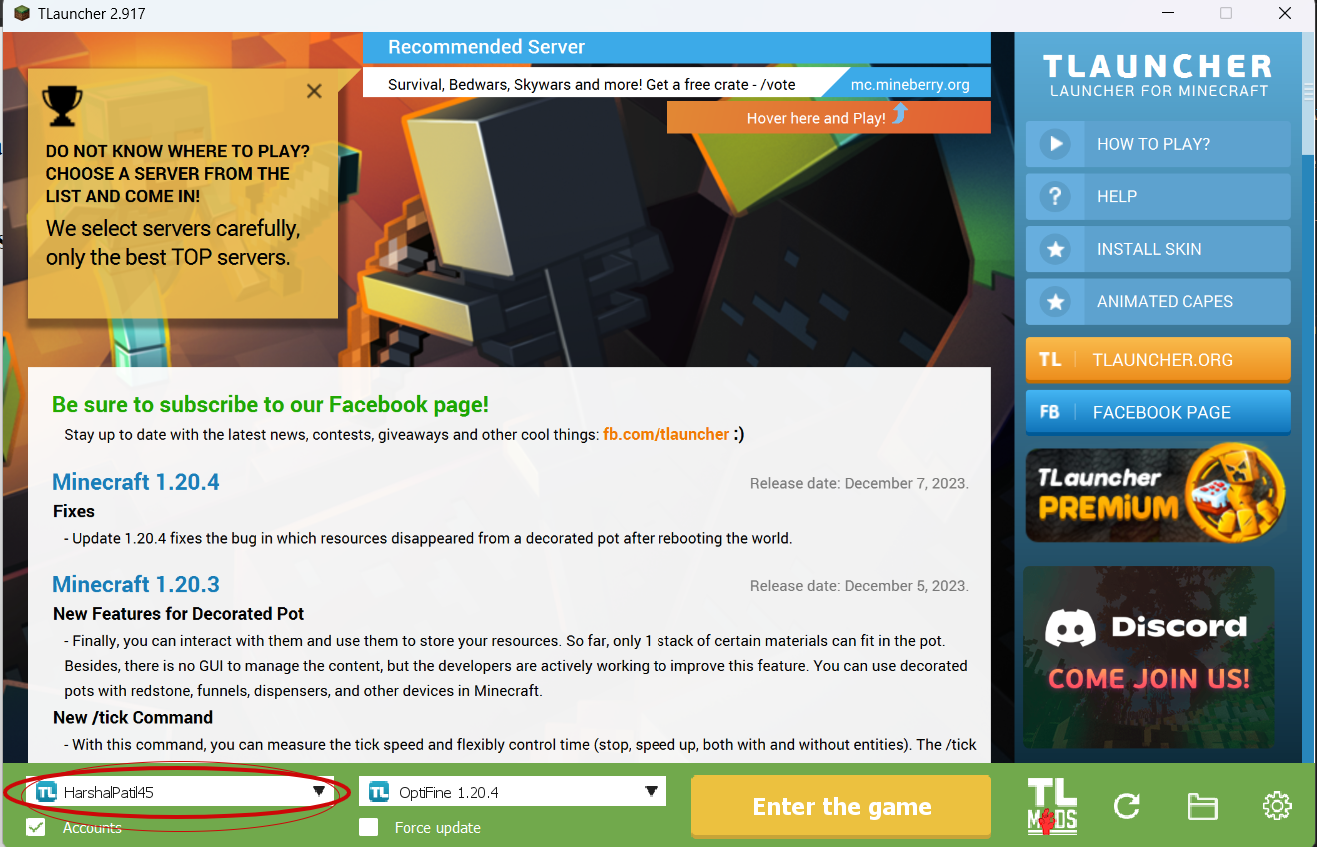 TLauncher 2.917
Recommended Server
Survival, Bedwars, Skywars and more! Get a free crate - /vote
mc.mineberry.org
Hover here and Play!
DO NOT KNOW WHERE TO PLAY?
CHOOSE A SERVER FROM THE
LIST AND COME IN!
We select servers carefully,
only the best TOP servers.
Be sure to subscribe to our Facebook page!
Stay up to date with the latest news, contests, giveaways and other cool things: fb.com/tlauncher :)
Minecraft 1.20.4
Release date: December 7, 2023.
Fixes
- Update 1.20.4 fixes the bug in which resources disappeared from a decorated pot after rebooting the world.
Minecraft 1.20.3
Release date: December 5, 2023.
New Features for Decorated Pot
- Finally, you can interact with them and use them to store your resources. So far, only 1 stack of certain materials can fit in the pot.
Besides, there is no GUI to manage the content, but the developers are actively working to improve this feature. You can use decorated
pots with redstone, funnels, dispensers, and other devices in Minecraft.
New /tick Command
- With this command, you can measure the tick speed and flexibly control time (stop, speed up, both with and without entities). The /tick
TLAUNCHER
LAUNCHER FOR MINECRAFT
HOW TO PLAY?
? HELP
INSTALL SKIN
ANIMATED CAPES
TL TLAUNCHER.ORG
FB FACEBOOK PAGE
TLauncher
PREMiUM
Discord
COME JOIN US!
TL HarshalPatil45
TL OptiFine 1.20.4
Accounts
Force update
Enter the game
TL
MODS